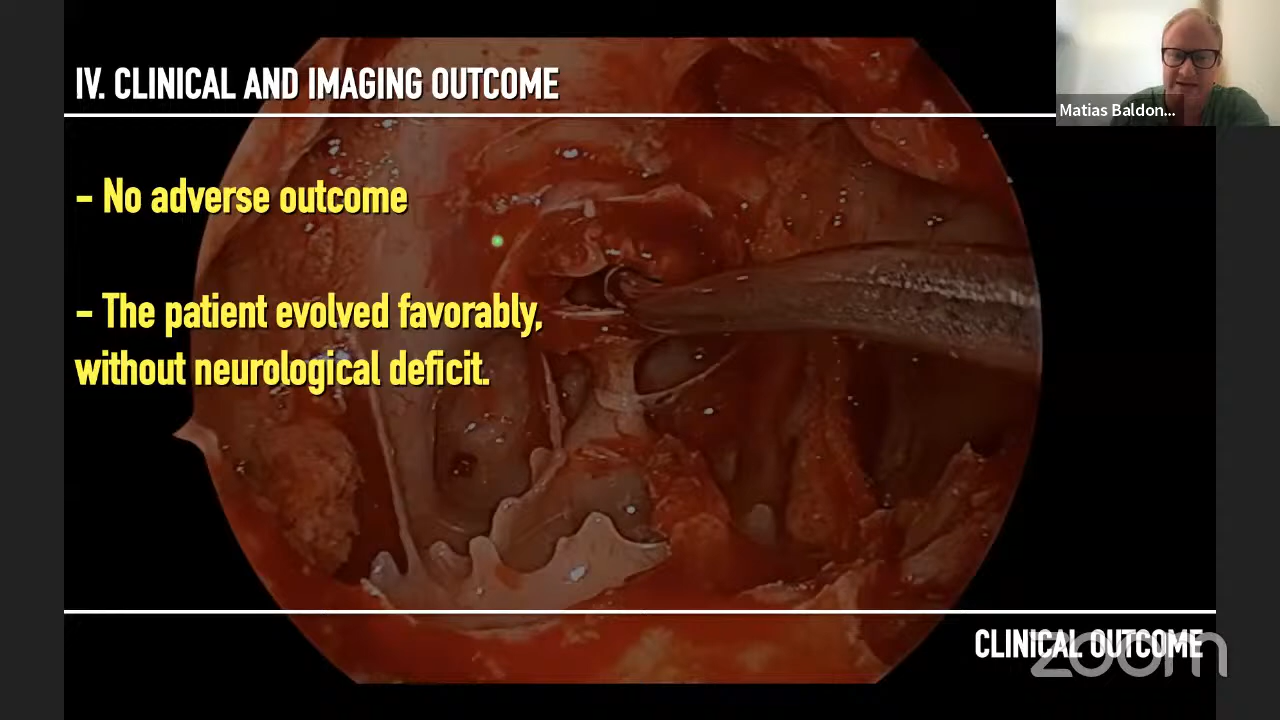 IV. CLINICAL AND IMAGING OUTCOME
Matias Baldon...
- No adverse outcome
- The patient evolved favorably,
without neurological deficit.
CLINICAL OUTCOME
zoom